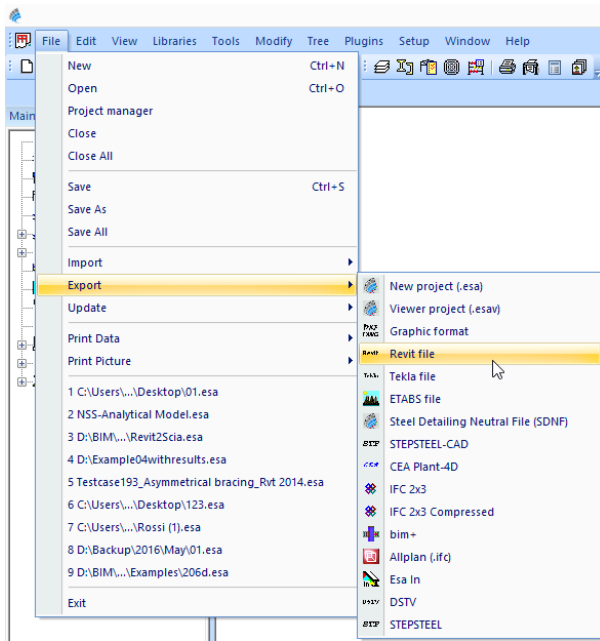 File Edit View Libraries Tools Modify Tree Plugins Setup Window Help
Main
New Ctrl+N
Open Ctrl+O
Project manager
Close
Close All
Save Ctrl+S
Save As
Save All
Import
Export
Update
Print Data
Print Picture
1 C:\Users\...\Desktop\01.esa
2 NSS-Analytical Model.esa
3 D:\BIM\...\Revit2Scia.esa
4 D:\Example04withresults.esa
5 Testcase193_Asymmetrical bracing_Rvt 2014.esa
6 C:\Users\...\Desktop\123.esa
7 C:\Users\...\Rossi (1).esa
8 D:\Backup\2016\May\01.esa
9 D:\BIM\...\Examples\206d.esa
Exit
New project (.esa)
Viewer project (.esav)
DXF DWG Graphic format
Revit Revit file
Tekla Tekla file
ETABS file
Steel Detailing Neutral File (SDNF)
STEPSTEEL-CAD
CEA CEA Plant-4D
IFC 2x3
IFC 2x3 Compressed
bim+
Allplan (.ifc)
Esa In
DSTV DSTV
STEPSTEEL